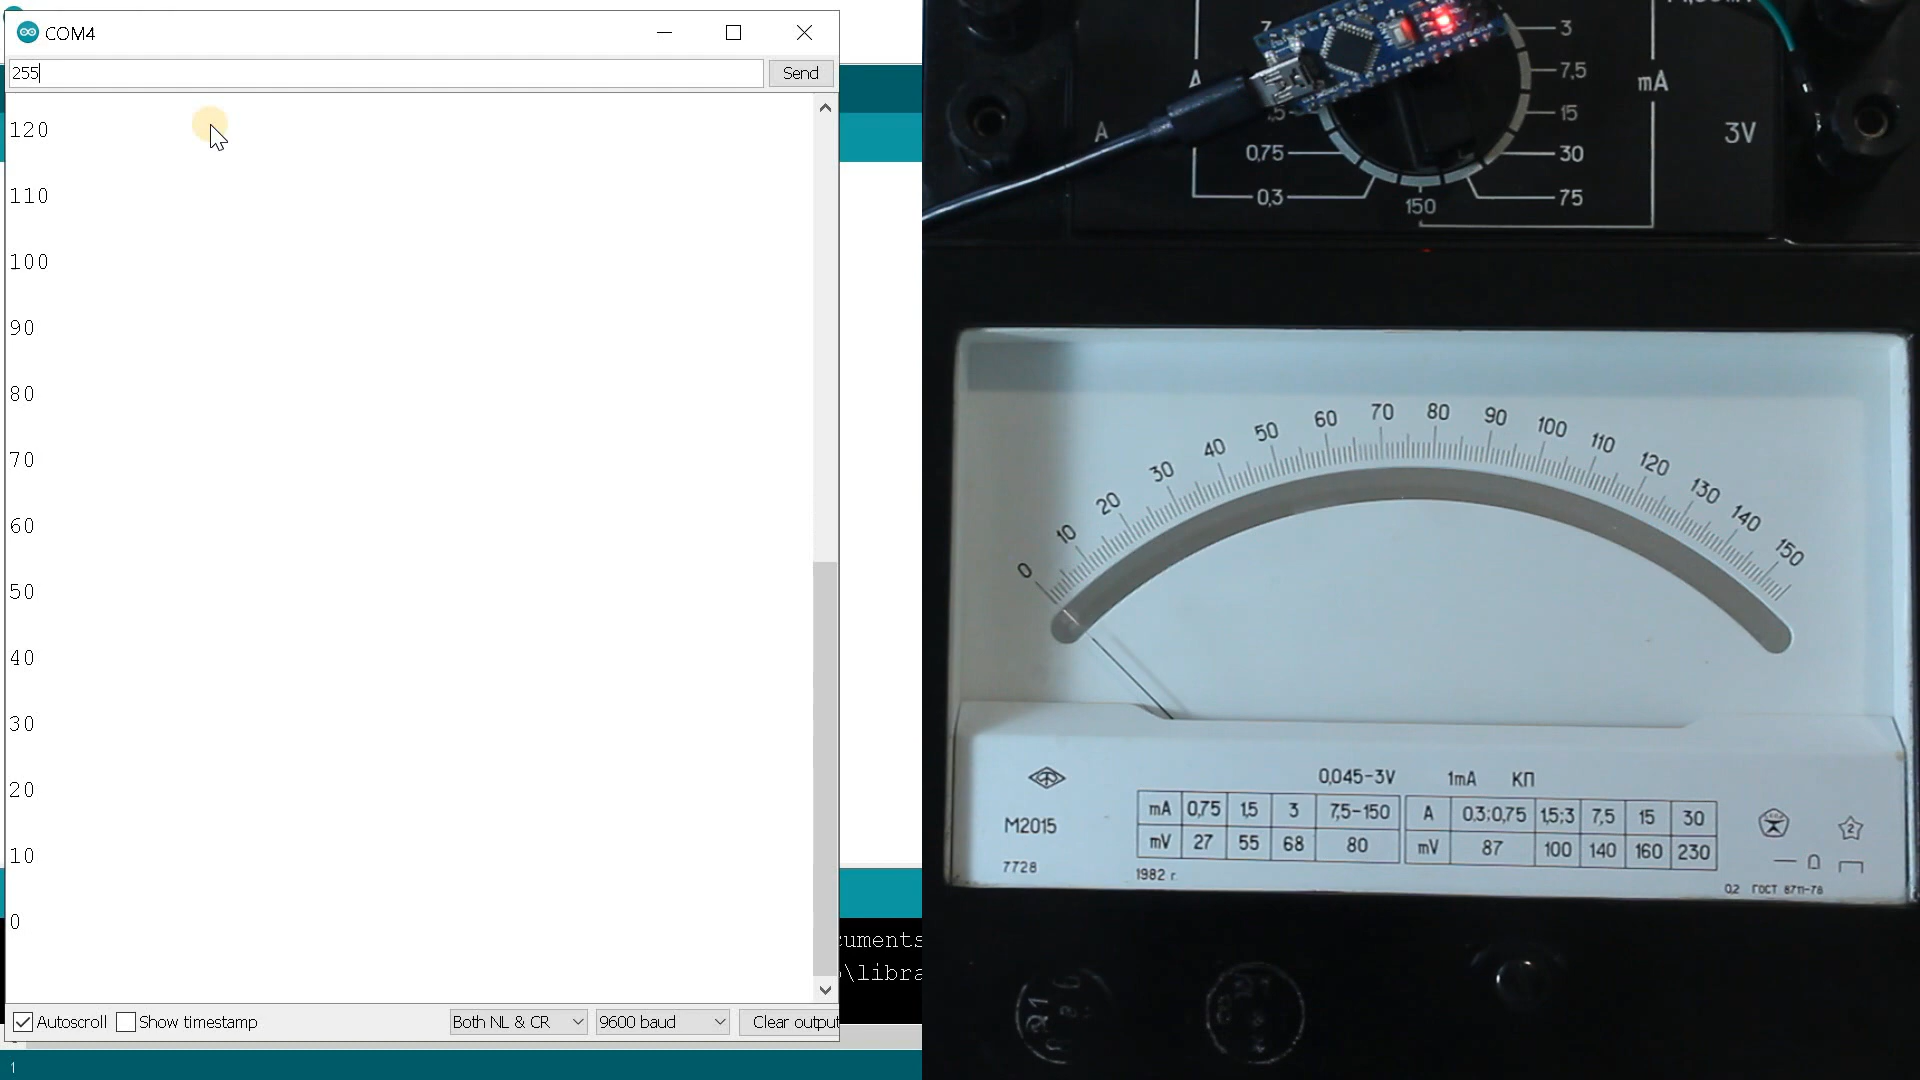 COM4
255
Send
120
110
100
90
80
70
60
50
40
30
20
10
0
Autoscroll
Show timestamp
Both NL & CR
9600 baud
Clear output
cuments
\libra
1
A
A
0,75
0,3
150
3
7,5
15
30
75
mA
3V
0 10 20 30 40 50 60 70 80 90 100 110 120 130 140 150
0,045-3V 1mA КП
mA 0,75 1,5 3 7,5-150 A 0,3;0,75 1,5;3 7,5 15 30
mV 27 55 68 80 mV 87 100 140 160 230
М2015
7728
1982 г.
2
0,2 ГОСТ 8711-78